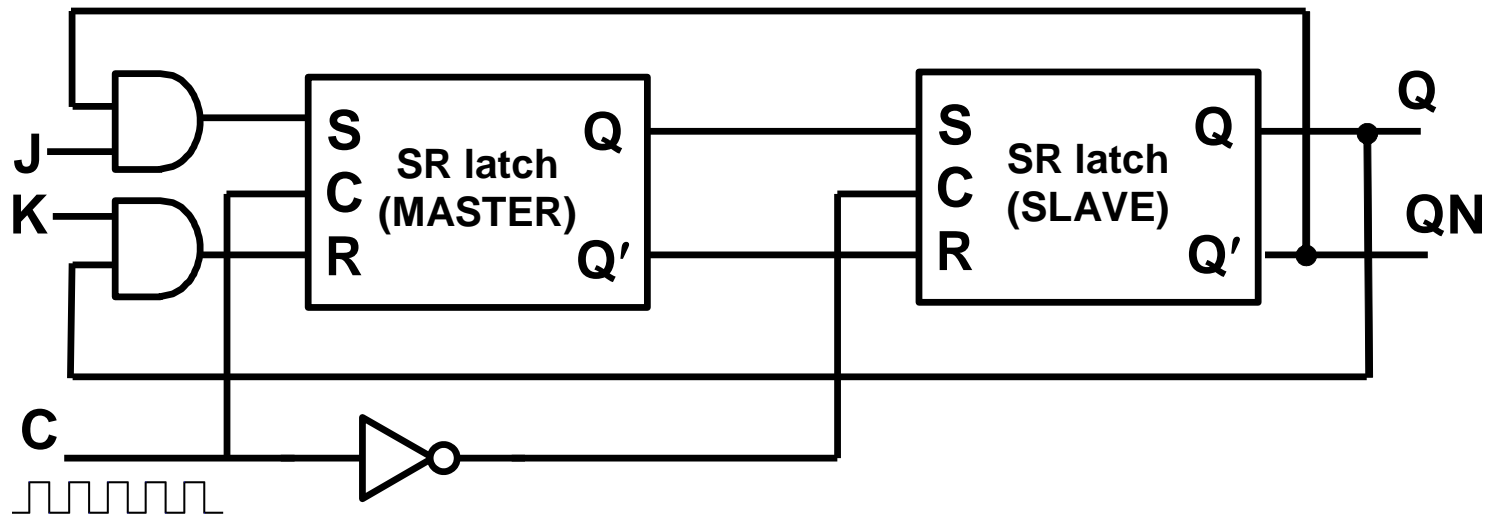 J
K
C
S
C
R
SR latch
(MASTER)
Q
Q′
S
C
R
SR latch
(SLAVE)
Q
Q′
Q
QN